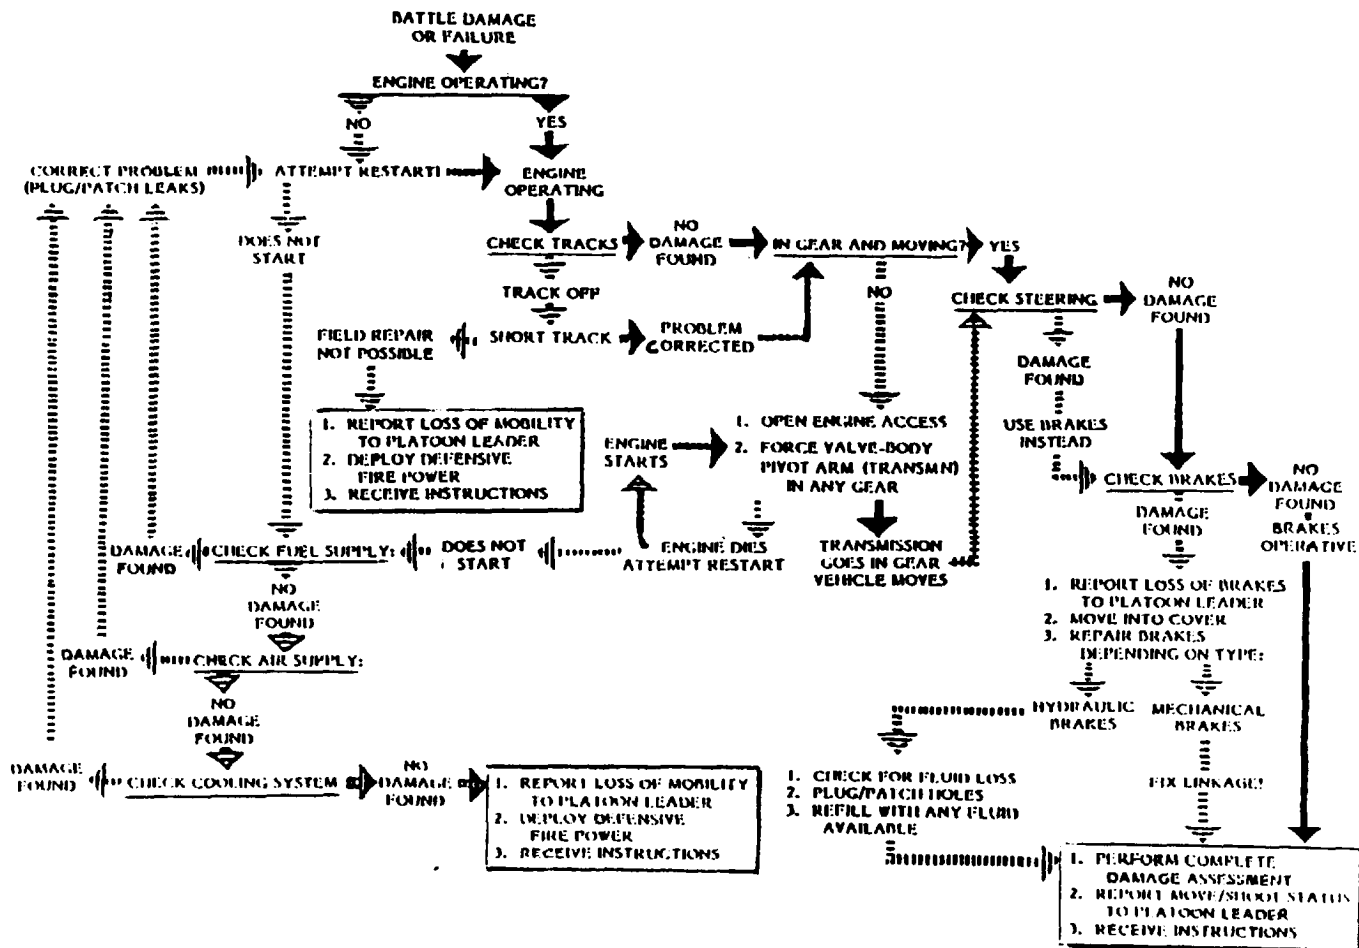 BATTLE DAMAGE
OR FAILURE
ENGINE OPERATING?
NO
YES
CORRECT PROBLEM
(PLUG/PATCH LEAKS)
ATTEMPT RESTART!
ENGINE
OPERATING
DOES NOT
START
CHECK TRACKS
NO
DAMAGE
FOUND
IN GEAR AND MOVING?
YES
TRACK OFF
NO
CHECK STEERING
NO
DAMAGE
FOUND
FIELD REPAIR
NOT POSSIBLE
SHORT TRACK
PROBLEM
CORRECTED
DAMAGE
FOUND
1. REPORT LOSS OF MOBILITY
TO PLATOON LEADER
2. DEPLOY DEFENSIVE
FIRE POWER
3. RECEIVE INSTRUCTIONS
ENGINE
STARTS
1. OPEN ENGINE ACCESS
2. FORCE VALVE-BODY
PIVOT ARM (TRANSMN)
IN ANY GEAR
USE BRAKES
INSTEAD
CHECK BRAKES
NO
DAMAGE
FOUND
BRAKES
OPERATIVE
DAMAGE
FOUND
DAMAGE
FOUND
CHECK FUEL SUPPLY:
DOES NOT
START
ENGINE DIES
ATTEMPT RESTART
TRANSMISSION
GOES IN GEAR
VEHICLE MOVES
NO
DAMAGE
FOUND
1. REPORT LOSS OF BRAKES
TO PLATOON LEADER
2. MOVE INTO COVER
3. REPAIR BRAKES
DEPENDING ON TYPE:
DAMAGE
FOUND
CHECK AIR SUPPLY:
NO
DAMAGE
FOUND
HYDRAULIC
BRAKES
MECHANICAL
BRAKES
DAMAGE
FOUND
CHECK COOLING SYSTEM
NO
DAMAGE
FOUND
1. REPORT LOSS OF MOBILITY
TO PLATOON LEADER
2. DEPLOY DEFENSIVE
FIRE POWER
3. RECEIVE INSTRUCTIONS
1. CHECK FOR FLUID LOSS
2. PLUG/PATCH HOLES
3. REFILL WITH ANY FLUID
AVAILABLE
FIX LINKAGE!
1. PERFORM COMPLETE
DAMAGE ASSESSMENT
2. REPORT MOVE/SHOOT STATUS
TO PLATOON LEADER
3. RECEIVE INSTRUCTIONS